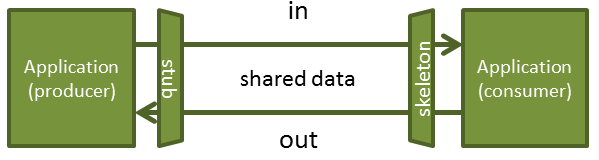 in
Application
(producer)
stub
shared data
skeleton
Application
(consumer)
out